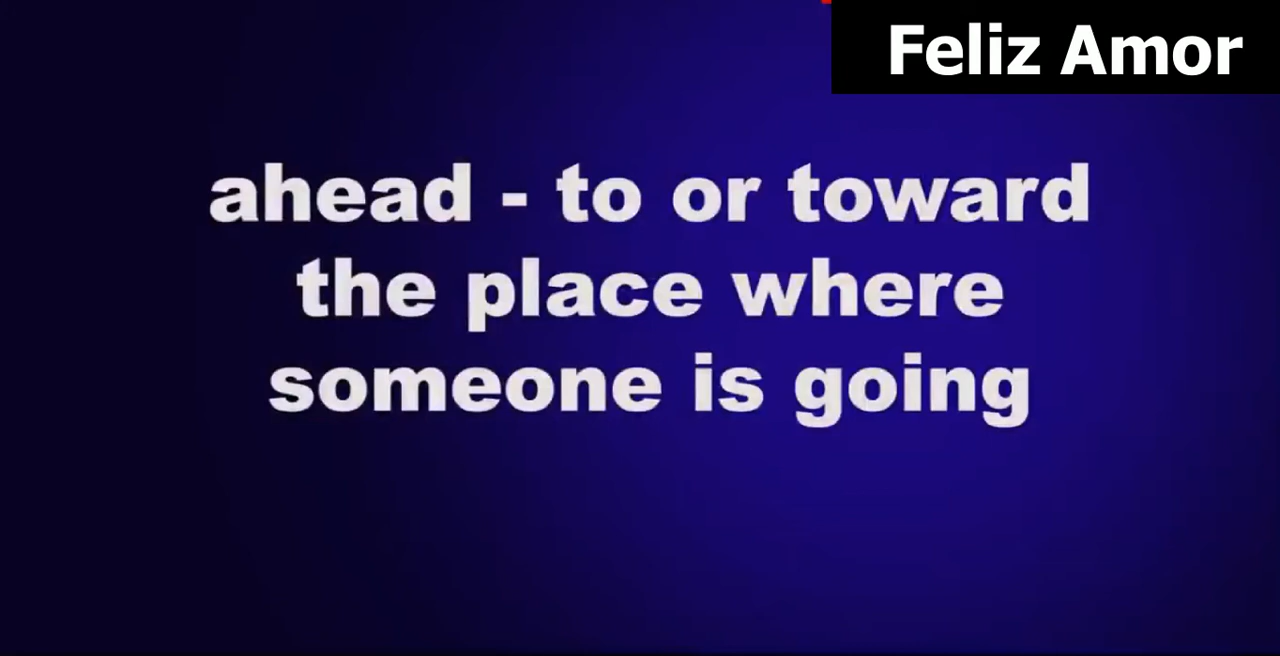 Feliz Amor
ahead - to or toward
the place where
someone is going